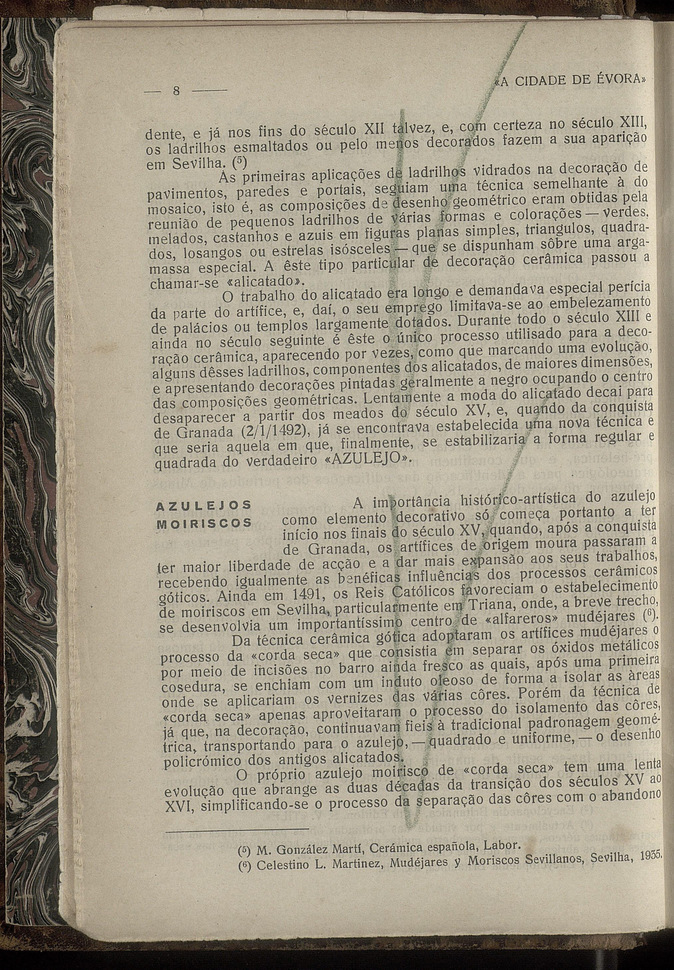 — 8 —
«A CIDADE DE ÉVORA»
dente, e já nos fins do século XII talvez, e, com certeza no século XIII,
os ladrilhos esmaltados ou pelo menos decorados fazem a sua aparição
em Sevilha. (⁵)
As primeiras aplicações de ladrilhos vidrados na decoração de
pavimentos, paredes e portais, seguiam uma técnica semelhante à do
mosaico, isto é, as composições de desenho geométrico eram obtidas pela
reunião de pequenos ladrilhos de várias formas e colorações — verdes,
melados, castanhos e azuis em figuras planas simples, triangulos, quadra-
dos, losangos ou estrelas isósceles — que se dispunham sôbre uma arga-
massa especial. A êste tipo particular de decoração cerâmica passou a
chamar-se «alicatado».
O trabalho do alicatado era longo e demandava especial perícia
da parte do artífice, e, daí, o seu emprego limitava-se ao embelezamento
de palácios ou templos largamente dotados. Durante todo o século XIII e
ainda no século seguinte é êste o único processo utilisado para a deco-
ração cerâmica, aparecendo por vezes, como que marcando uma evolução,
alguns dêsses ladrilhos, componentes dos alicatados, de maiores dimensões,
e apresentando decorações pintadas geralmente a negro ocupando o centro
das composições geométricas. Lentamente a moda do alicatado decai para
desaparecer a partir dos meados do século XV, e, quando da conquista
de Granada (2/1/1492), já se encontrava estabelecida uma nova técnica e
que seria aquela em que, finalmente, se estabilizaria a forma regular e
quadrada do verdadeiro «AZULEJO».
AZULEJOS
MOIRISCOS
A importância histórico-artística do azulejo
como elemento decorativo só começa portanto a ter
início nos finais do século XV, quando, após a conquista
de Granada, os artífices de origem moura passaram a
ter maior liberdade de acção e a dar mais expansão aos seus trabalhos,
recebendo igualmente as benéficas influências dos processos cerâmicos
góticos. Ainda em 1491, os Reis Católicos favoreciam o estabelecimento
de moiriscos em Sevilha, particularmente em Triana, onde, a breve trecho,
se desenvolvia um importantíssimo centro de «alfareros» mudéjares (⁶).
Da técnica cerâmica gótica adoptaram os artífices mudéjares o
processo da «corda seca» que consistia em separar os óxidos metálicos
por meio de incisões no barro ainda fresco as quais, após uma primeira
cosedura, se enchiam com um induto oleoso de forma a isolar as àreas
onde se aplicariam os vernizes das várias côres. Porém da técnica de
«corda seca» apenas aproveitaram o processo do isolamento das côres,
já que, na decoração, continuavam fieis à tradicional padronagem geomé-
trica, transportando para o azulejo, — quadrado e uniforme, — o desenho
policrómico dos antigos alicatados.
O próprio azulejo moirisco de «corda seca» tem uma lenta
evolução que abrange as duas décadas da transição dos séculos XV ao
XVI, simplificando-se o processo da separação das côres com o abandono
(⁵) M. González Martí, Cerámica española, Labor.
(⁶) Celestino L. Martinez, Mudéjares y Moriscos Sevillanos, Sevilha, 1935.